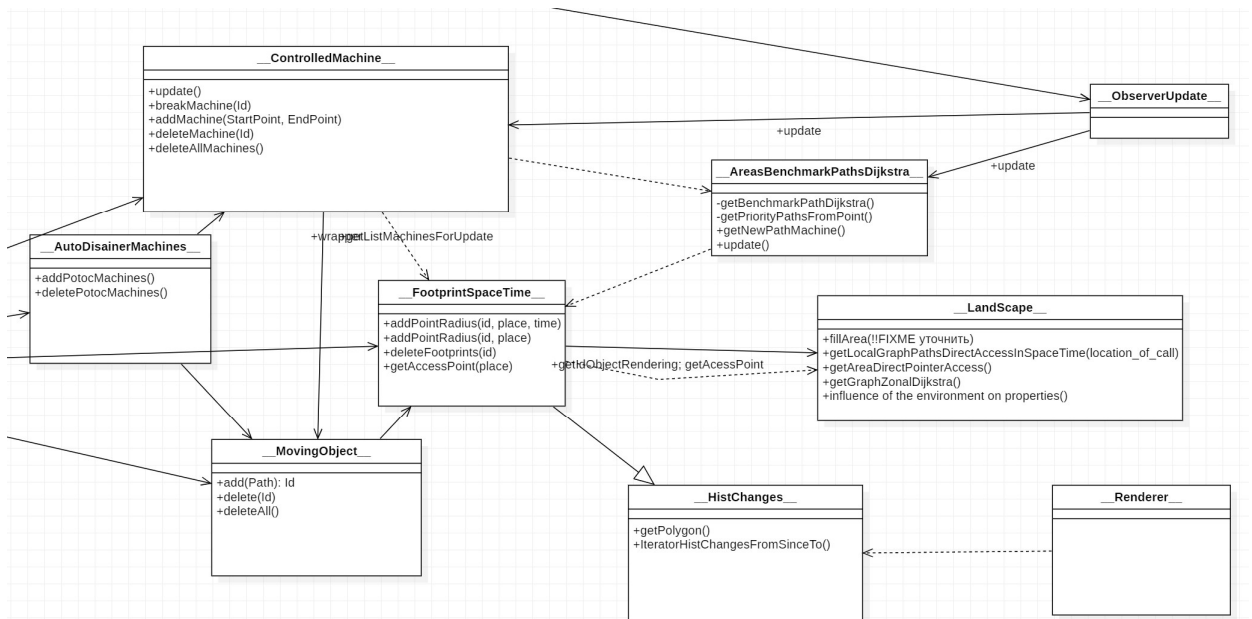 __ControlledMachine__
+update()
+breakMachine(Id)
+addMachine(StartPoint, EndPoint)
+deleteMachine(Id)
+deleteAllMachines()
__ObserverUpdate__
+update
+update
__AreasBenchmarkPathsDijkstra__
-getBenchmarkPathDijkstra()
-getPriorityPathsFromPoint()
+getNewPathMachine()
+update()
__AutoDisainerMachines__
+addPotocMachines()
+deletePotocMachines()
+wrapper
+getListMachinesForUpdate
__FootprintSpaceTime__
+addPointRadius(id, place, time)
+addPointRadius(id, place)
+deleteFootprints(id)
+getAccessPoint(place)
+getIdObjectRendering; getAcessPoint
__LandScape__
+fillArea(!!FIXME уточнить)
+getLocalGraphPathsDirectAccessInSpaceTime(location_of_call)
+getAreaDirectPointerAccess()
+getGraphZonalDijkstra()
+influence of the environment on properties()
__MovingObject__
+add(Path): Id
+delete(Id)
+deleteAll()
__HistChanges__
+getPolygon()
+IteratorHistChangesFromSinceTo()
__Renderer__